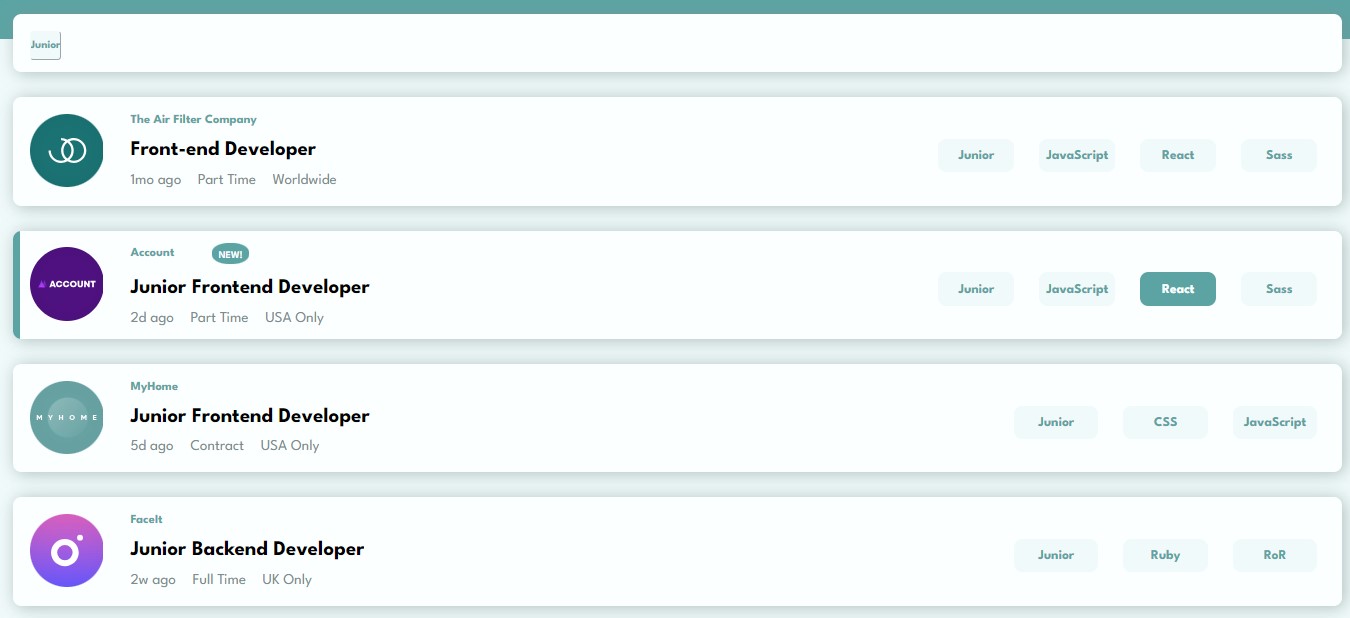 Junior
The Air Filter Company
Front-end Developer
1mo ago Part Time Worldwide
Junior JavaScript React Sass
Account NEW!
ACCOUNT
Junior Frontend Developer
2d ago Part Time USA Only
Junior JavaScript React Sass
MyHome
MYHOME
Junior Frontend Developer
5d ago Contract USA Only
Junior CSS JavaScript
FaceIt
Junior Backend Developer
2w ago Full Time UK Only
Junior Ruby RoR